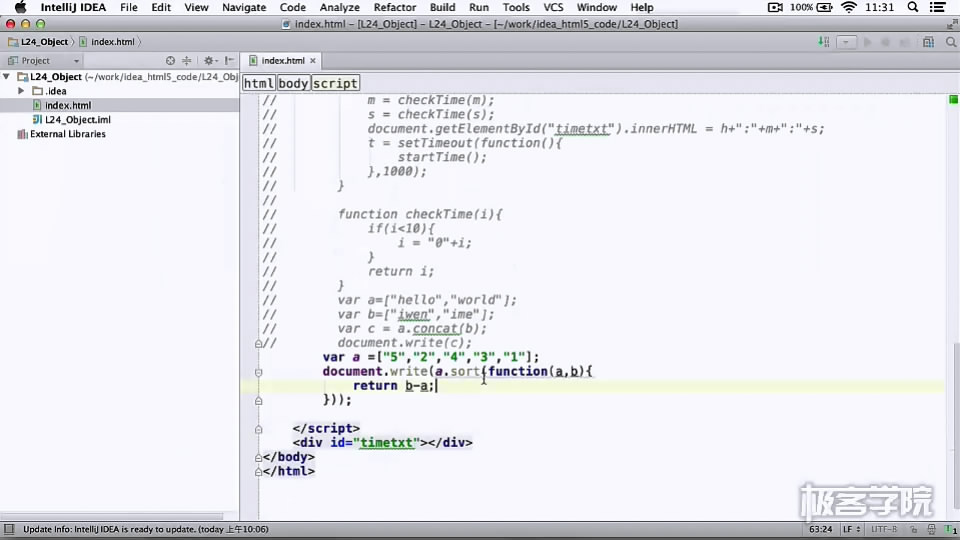 IntelliJ IDEA File Edit View Navigate Code Analyze Refactor Build Run Tools VCS Window Help 100% 11:31
index.html - [L24_Object] - L24_Object - [~/work/idea_html5_code/L24_Object]
L24_Object index.html
Project
index.html
L24_Object (~/work/idea_html5_code/L24_Obj
.idea
index.html
L24_Object.iml
External Libraries
html body script
// m = checkTime(m);
// s = checkTime(s);
// document.getElementById("timetxt").innerHTML = h+":"+m+":"+s;
// t = setTimeout(function(){
// startTime();
// },1000);
// }
//
// function checkTime(i){
// if(i<10){
// i = "0"+i;
// }
// return i;
// }
// var a=["hello","world"];
// var b=["iwen","ime"];
// var c = a.concat(b);
// document.write(c);
var a =["5","2","4","3","1"];
document.write(a.sort(function(a,b){
return b-a;
}));
</script>
<div id="timetxt"></div>
</body>
</html>
极客学院
Update Info: IntelliJ IDEA is ready to update. (today 上午10:06)
63:24 LF UTF-8 1